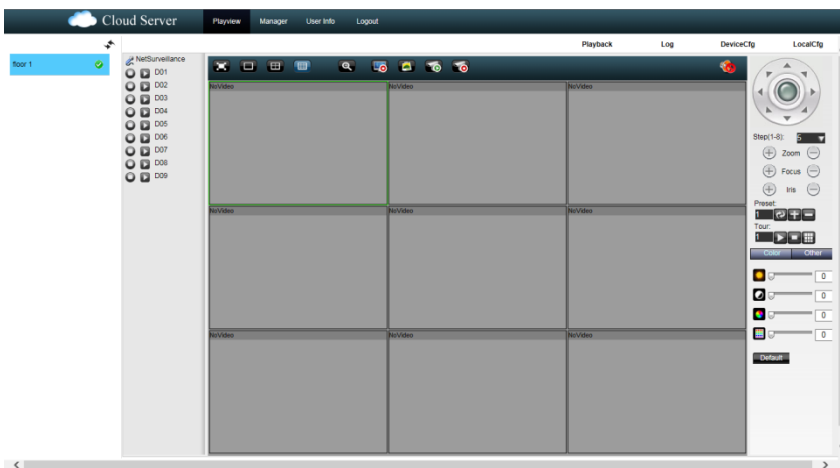 Cloud Server
Playview Manager User Info Logout
Playback Log DeviceCfg LocalCfg
floor 1
NetSurveillance
D01
D02
D03
D04
D05
D06
D07
D08
D09
NoVideo NoVideo NoVideo
NoVideo NoVideo NoVideo
NoVideo NoVideo NoVideo
Step(1-8): 5
Zoom
Focus
Iris
Preset:
1
Tour:
1
Color Other
0
0
0
0
Default